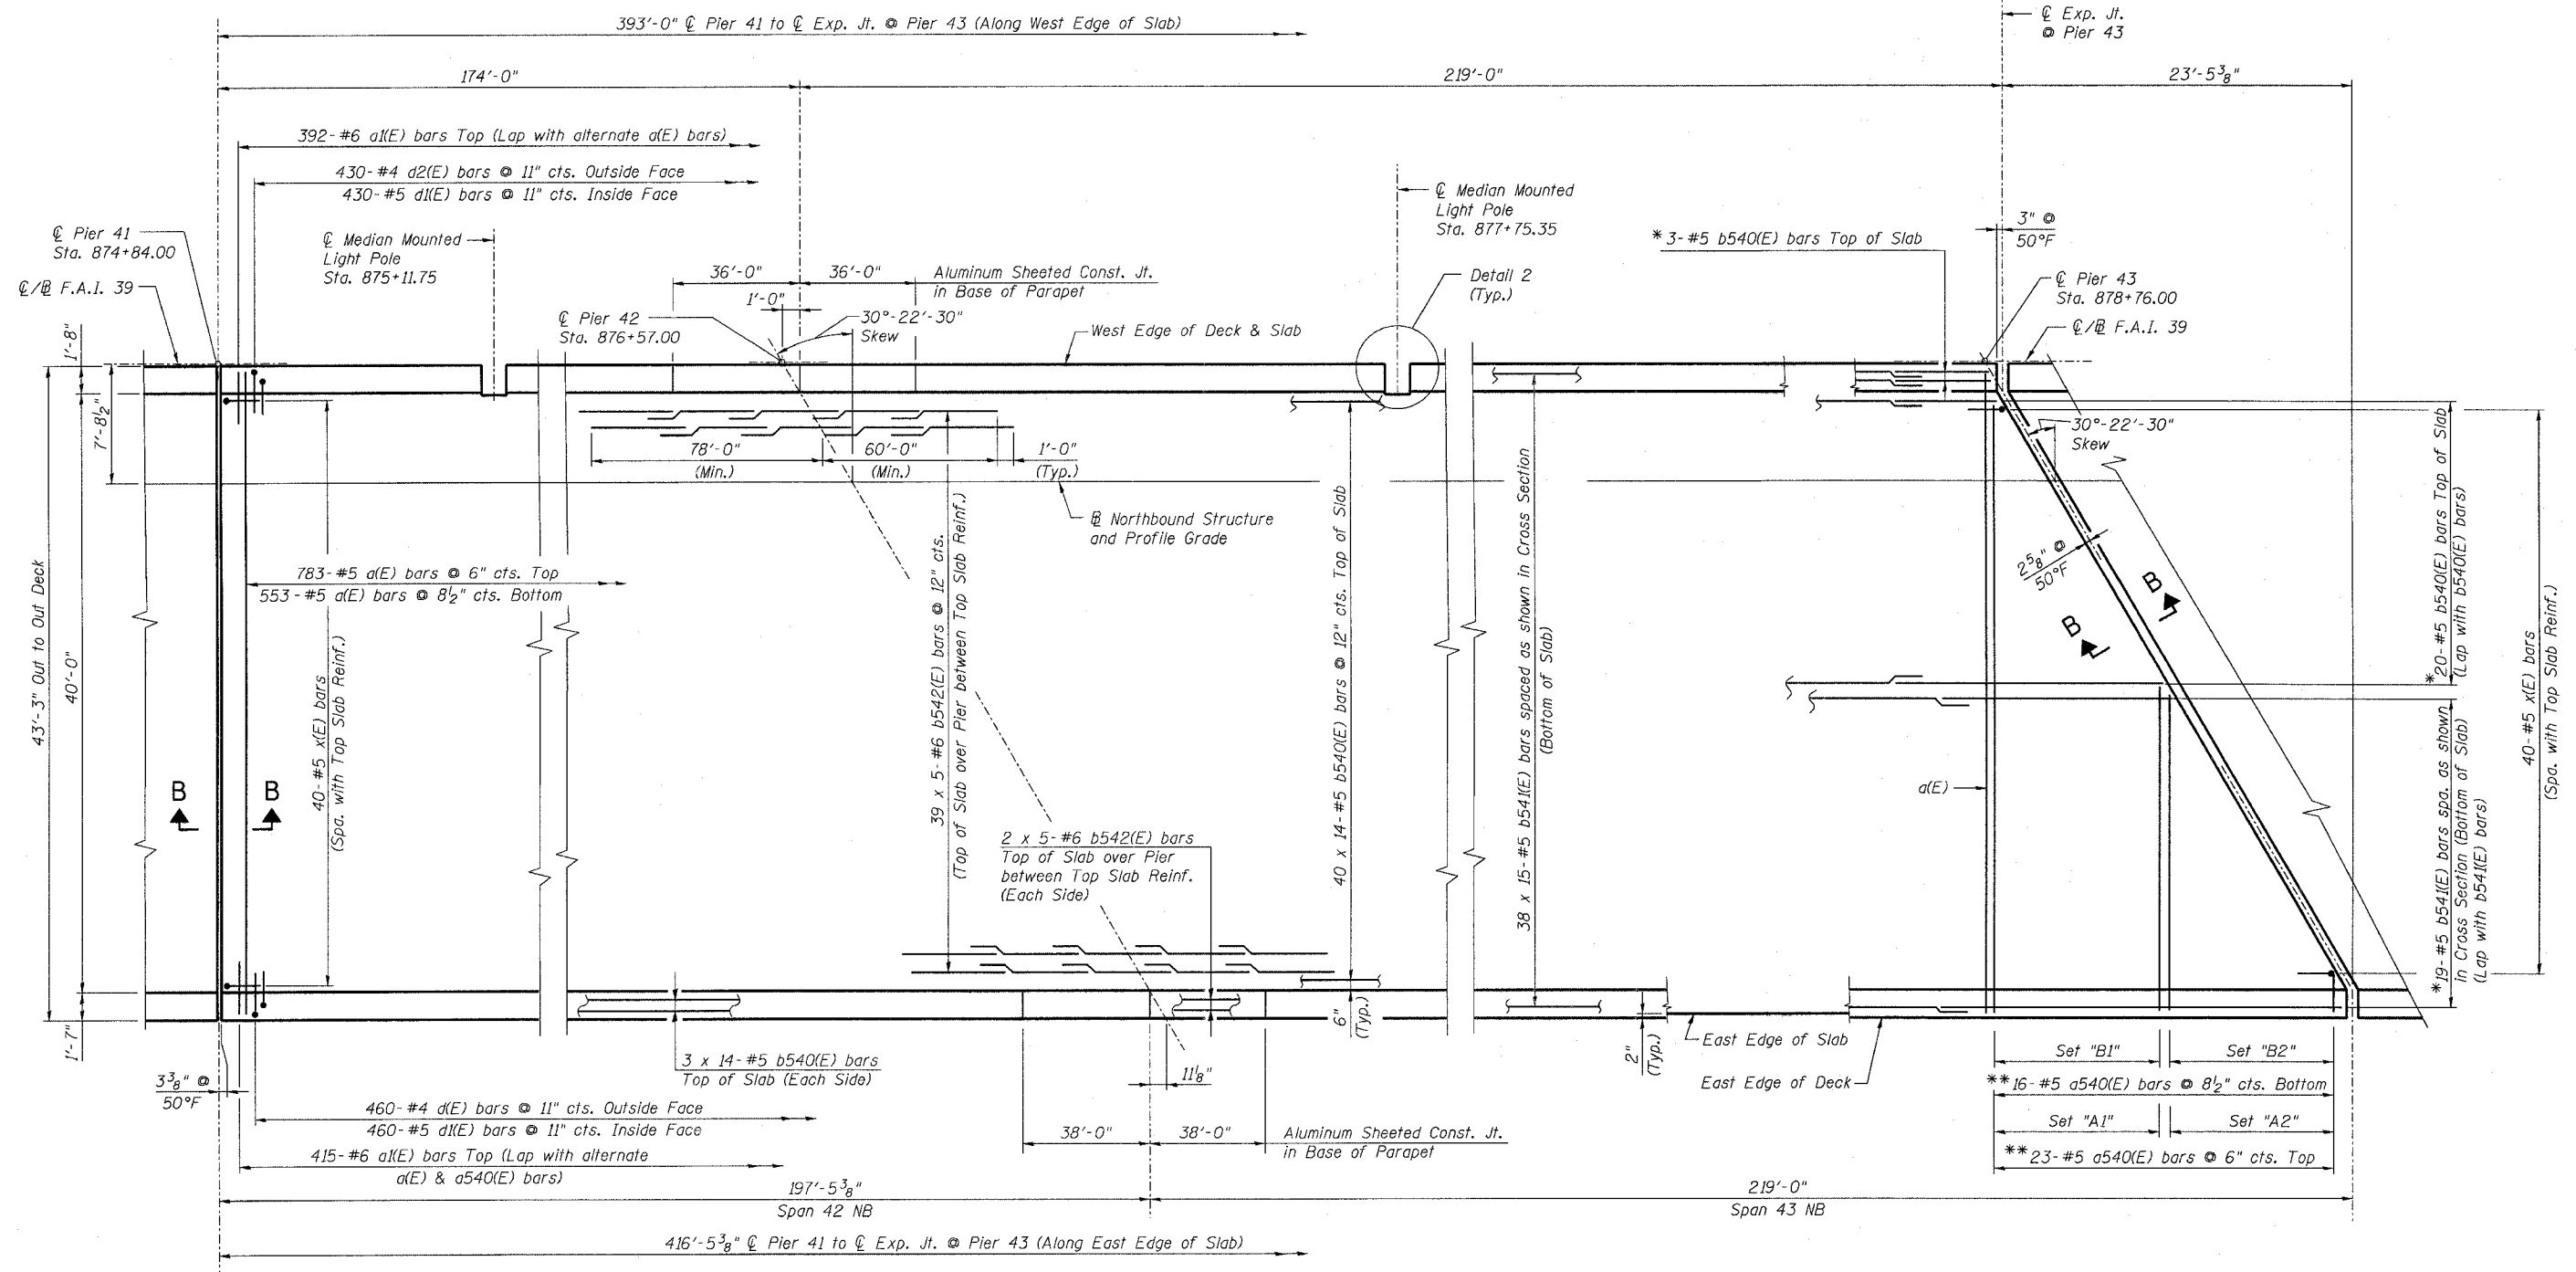 393'-0" ℄ Pier 41 to ℄ Exp. Jt. @ Pier 43 (Along West Edge of Slab)
℄ Exp. Jt.
@ Pier 43
174'-0"
219'-0"
23'-5 3/8"
392-#6 a1(E) bars Top (Lap with alternate a(E) bars)
430-#4 d2(E) bars @ 11" cts. Outside Face
430-#5 d1(E) bars @ 11" cts. Inside Face
℄ Pier 41
Sta. 874+84.00
℄/B F.A.I. 39
℄ Median Mounted
Light Pole
Sta. 875+11.75
36'-0"
36'-0"
1'-0"
Aluminum Sheeted Const. Jt.
in Base of Parapet
℄ Pier 42
Sta. 876+57.00
30°-22'-30"
Skew
West Edge of Deck & Slab
℄ Median Mounted
Light Pole
Sta. 877+75.35
Detail 2
(Typ.)
*3-#5 b540(E) bars Top of Slab
3" @
50°F
℄ Pier 43
Sta. 878+76.00
℄/B F.A.I. 39
1'-8"
7'-8 1/2"
43'-3" Out to Out Deck
40'-0"
1'-7"
78'-0"
(Min.)
60'-0"
(Min.)
1'-0"
(Typ.)
B Northbound Structure
and Profile Grade
30°-22'-30"
Skew
2 5/8" @
50°F
783-#5 a(E) bars @ 6" cts. Top
553-#5 a(E) bars @ 8 1/2" cts. Bottom
40-#5 x(E) bars
(Spa. with Top Slab Reinf.)
39 x 5-#6 b542(E) bars @ 12" cts.
(Top of Slab over Pier between Top Slab Reinf.)
40 x 14-#5 b540(E) bars @ 12" cts. Top of Slab
38 x 15-#5 b541(E) bars spaced as shown in Cross Section
(Bottom of Slab)
*20-#5 b540(E) bars Top of Slab
(Lap with b540(E) bars)
*19-#5 b541(E) bars spa. as shown
in Cross Section (Bottom of Slab)
(Lap with b541(E) bars)
40-#5 x(E) bars
(Spa. with Top Slab Reinf.)
B
B
B
B
a(E)
2 x 5-#6 b542(E) bars
Top of Slab over Pier
between Top Slab Reinf.
(Each Side)
6"
(Typ.)
2"
(Typ.)
East Edge of Slab
East Edge of Deck
Set "B1"
Set "B2"
**16-#5 a540(E) bars @ 8 1/2" cts. Bottom
Set "A1"
Set "A2"
**23-#5 a540(E) bars @ 6" cts. Top
3 x 14-#5 b540(E) bars
Top of Slab (Each Side)
11 1/8"
3 3/8" @
50°F
460-#4 d(E) bars @ 11" cts. Outside Face
460-#5 d1(E) bars @ 11" cts. Inside Face
38'-0"
38'-0"
Aluminum Sheeted Const. Jt.
in Base of Parapet
415-#6 a1(E) bars Top (Lap with alternate
a(E) & a540(E) bars)
197'-5 3/8"
Span 42 NB
219'-0"
Span 43 NB
416'-5 3/8" ℄ Pier 41 to ℄ Exp. Jt. @ Pier 43 (Along East Edge of Slab)